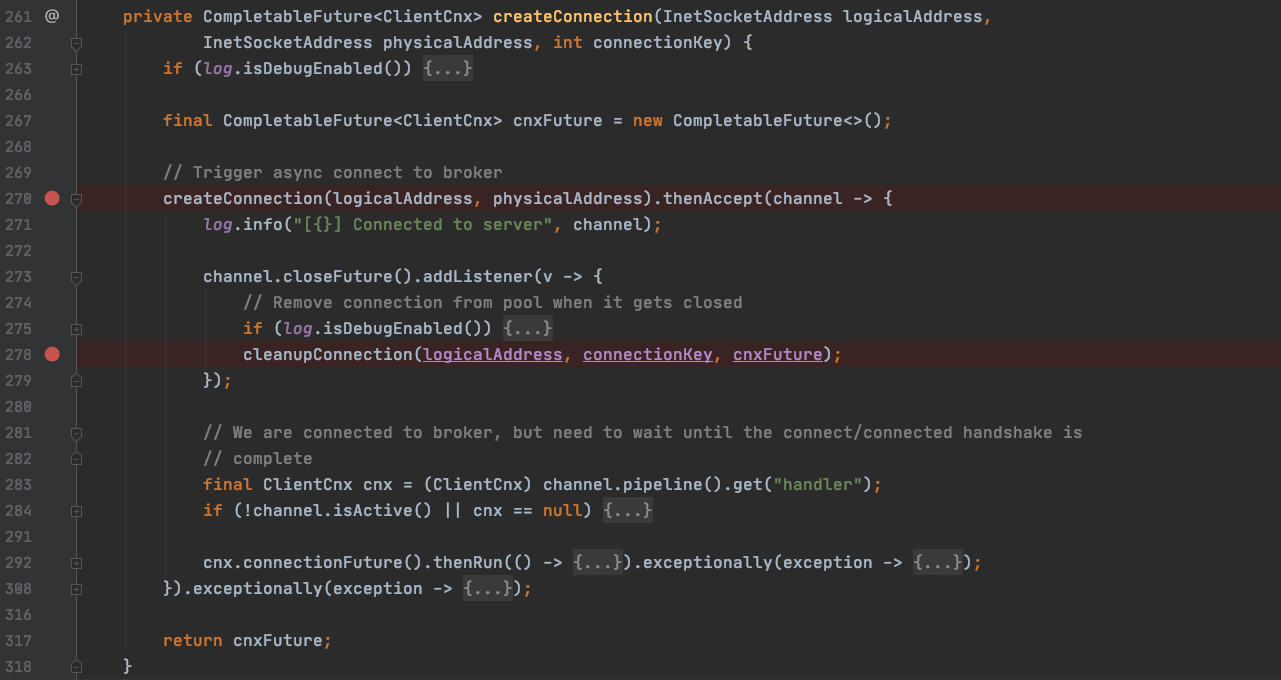 261 @ private CompletableFuture<ClientCnx> createConnection(InetSocketAddress logicalAddress,
262 InetSocketAddress physicalAddress, int connectionKey) {
263 if (log.isDebugEnabled()) {...}
266
267 final CompletableFuture<ClientCnx> cnxFuture = new CompletableFuture<>();
268
269 // Trigger async connect to broker
270 createConnection(logicalAddress, physicalAddress).thenAccept(channel -> {
271 log.info("[{}] Connected to server", channel);
272
273 channel.closeFuture().addListener(v -> {
274 // Remove connection from pool when it gets closed
275 if (log.isDebugEnabled()) {...}
278 cleanupConnection(logicalAddress, connectionKey, cnxFuture);
279 });
280
281 // We are connected to broker, but need to wait until the connect/connected handshake is
282 // complete
283 final ClientCnx cnx = (ClientCnx) channel.pipeline().get("handler");
284 if (!channel.isActive() || cnx == null) {...}
291
292 cnx.connectionFuture().thenRun(() -> {...}).exceptionally(exception -> {...});
308 }).exceptionally(exception -> {...});
316
317 return cnxFuture;
318 }